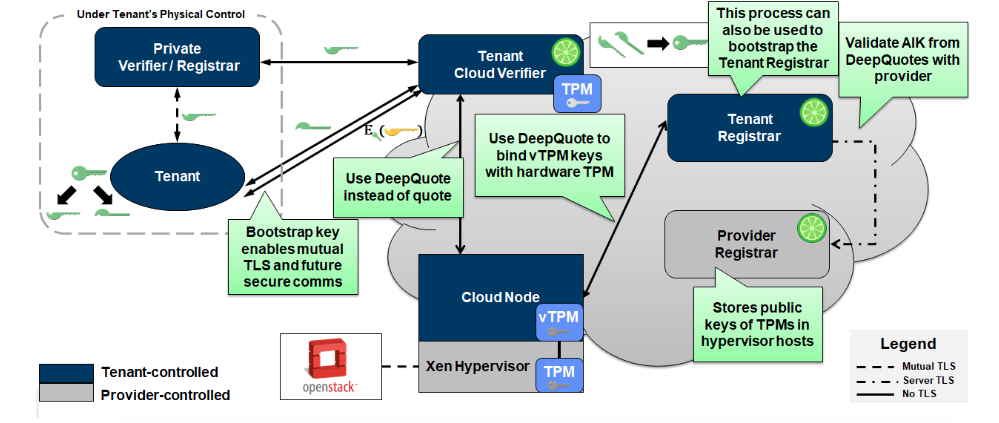 Under Tenant's Physical Control
Private
Verifier / Registrar
Tenant
Tenant
Cloud Verifier
TPM
E
( )
This process can
also be used to
bootstrap the
Tenant Registrar
Validate AIK from
DeepQuotes with
provider
Tenant
Registrar
Use DeepQuote to
bind vTPM keys
with hardware TPM
Use DeepQuote
instead of quote
Bootstrap key
enables mutual
TLS and future
secure comms
Provider
Registrar
Stores public
keys of TPMs in
hypervisor hosts
Cloud Node
vTPM
Xen Hypervisor
TPM
openstack™
Tenant-controlled
Provider-controlled
Legend
Mutual TLS
Server TLS
No TLS